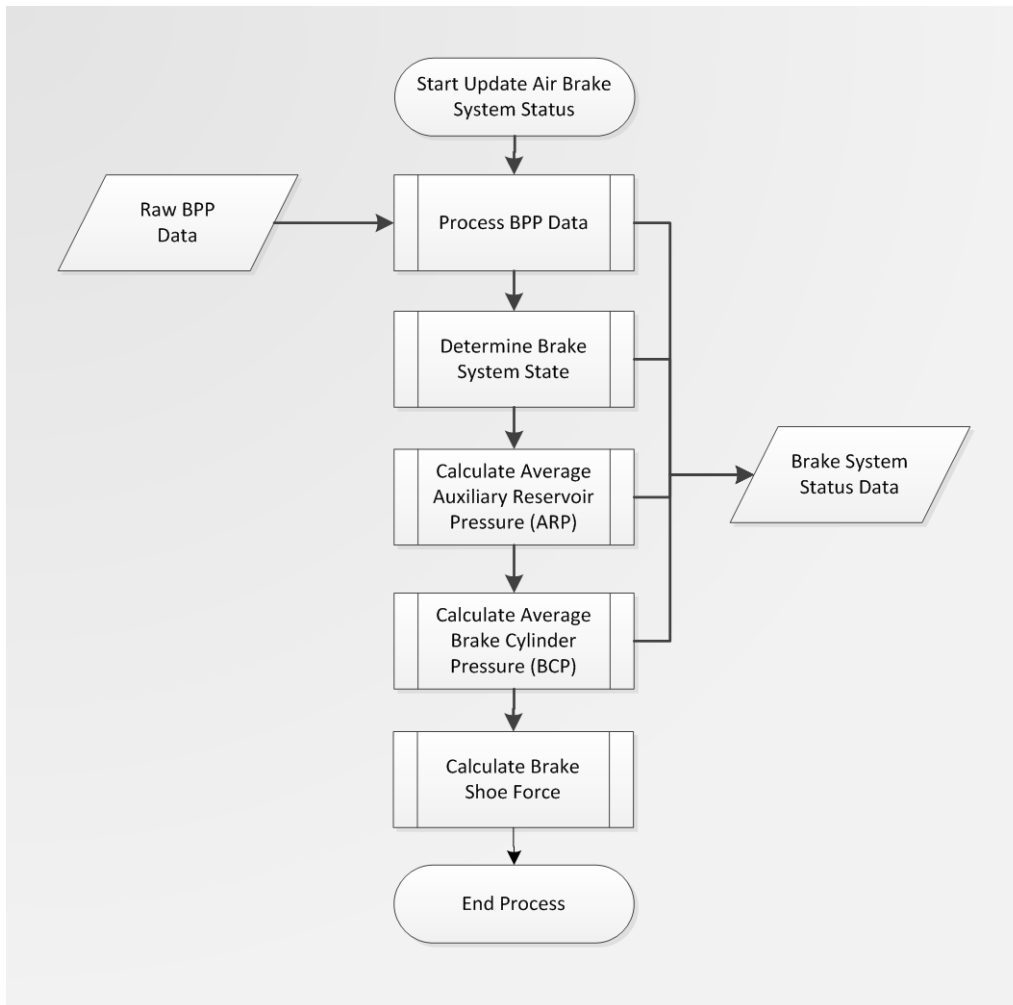 Start Update Air Brake
System Status
Raw BPP
Data
Process BPP Data
Determine Brake
System State
Calculate Average
Auxiliary Reservoir
Pressure (ARP)
Brake System
Status Data
Calculate Average
Brake Cylinder
Pressure (BCP)
Calculate Brake
Shoe Force
End Process